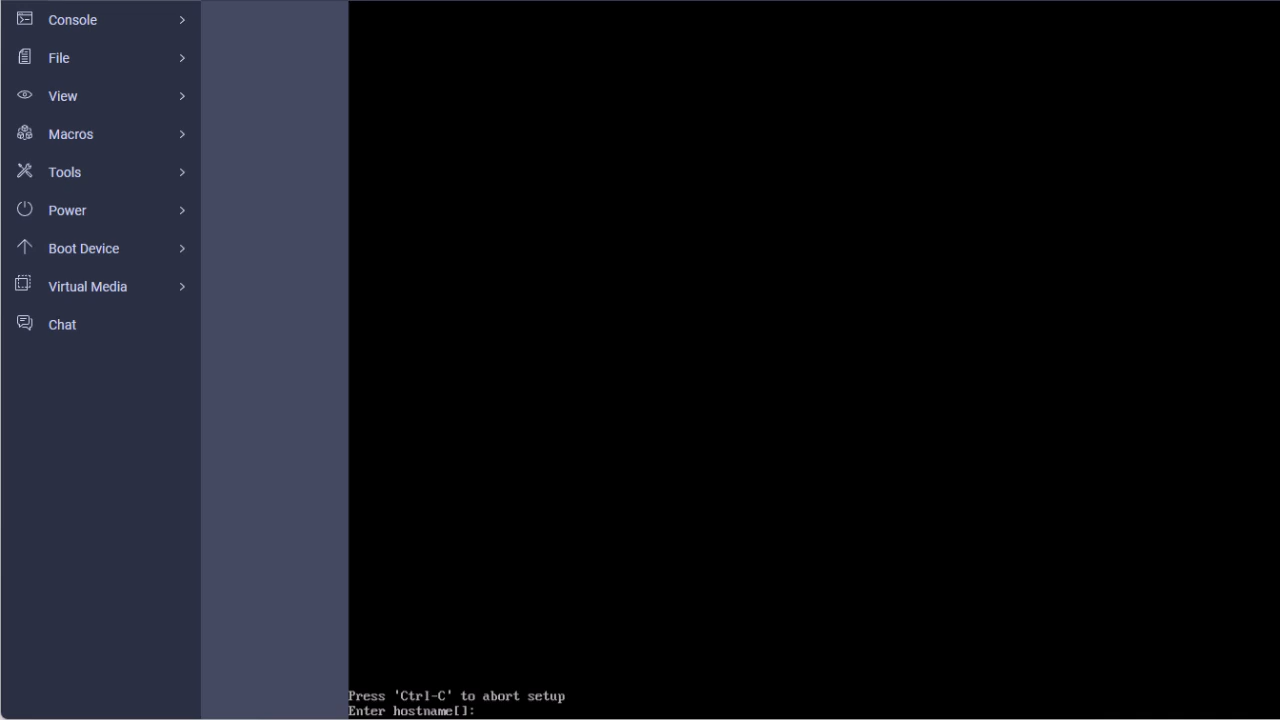 Console
File
View
Macros
Tools
Power
Boot Device
Virtual Media
Chat
Press 'Ctrl-C' to abort setup
Enter hostname[]: